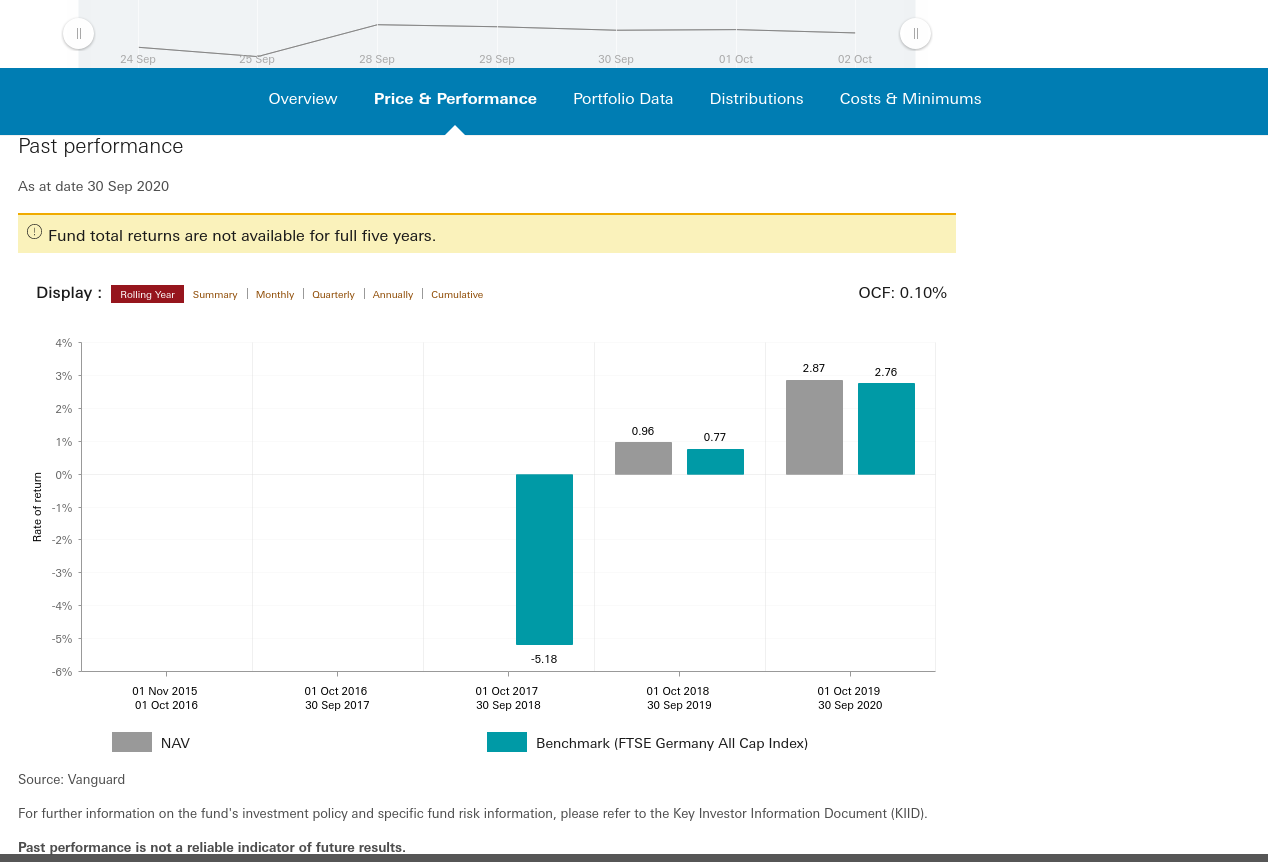 24 Sep 25 Sep 28 Sep 29 Sep 30 Sep 01 Oct 02 Oct
Overview Price & Performance Portfolio Data Distributions Costs & Minimums
Past performance
As at date 30 Sep 2020
Fund total returns are not available for full five years.
Display : Rolling Year Summary Monthly Quarterly Annually Cumulative OCF: 0.10%
4%
3%
2%
1%
0%
-1%
-2%
-3%
-4%
-5%
-6%
Rate of return
-5.18
0.96
0.77
2.87
2.76
01 Nov 2015 01 Oct 2016 01 Oct 2017 01 Oct 2018 01 Oct 2019
01 Oct 2016 30 Sep 2017 30 Sep 2018 30 Sep 2019 30 Sep 2020
NAV Benchmark (FTSE Germany All Cap Index)
Source: Vanguard
For further information on the fund's investment policy and specific fund risk information, please refer to the Key Investor Information Document (KIID).
Past performance is not a reliable indicator of future results.